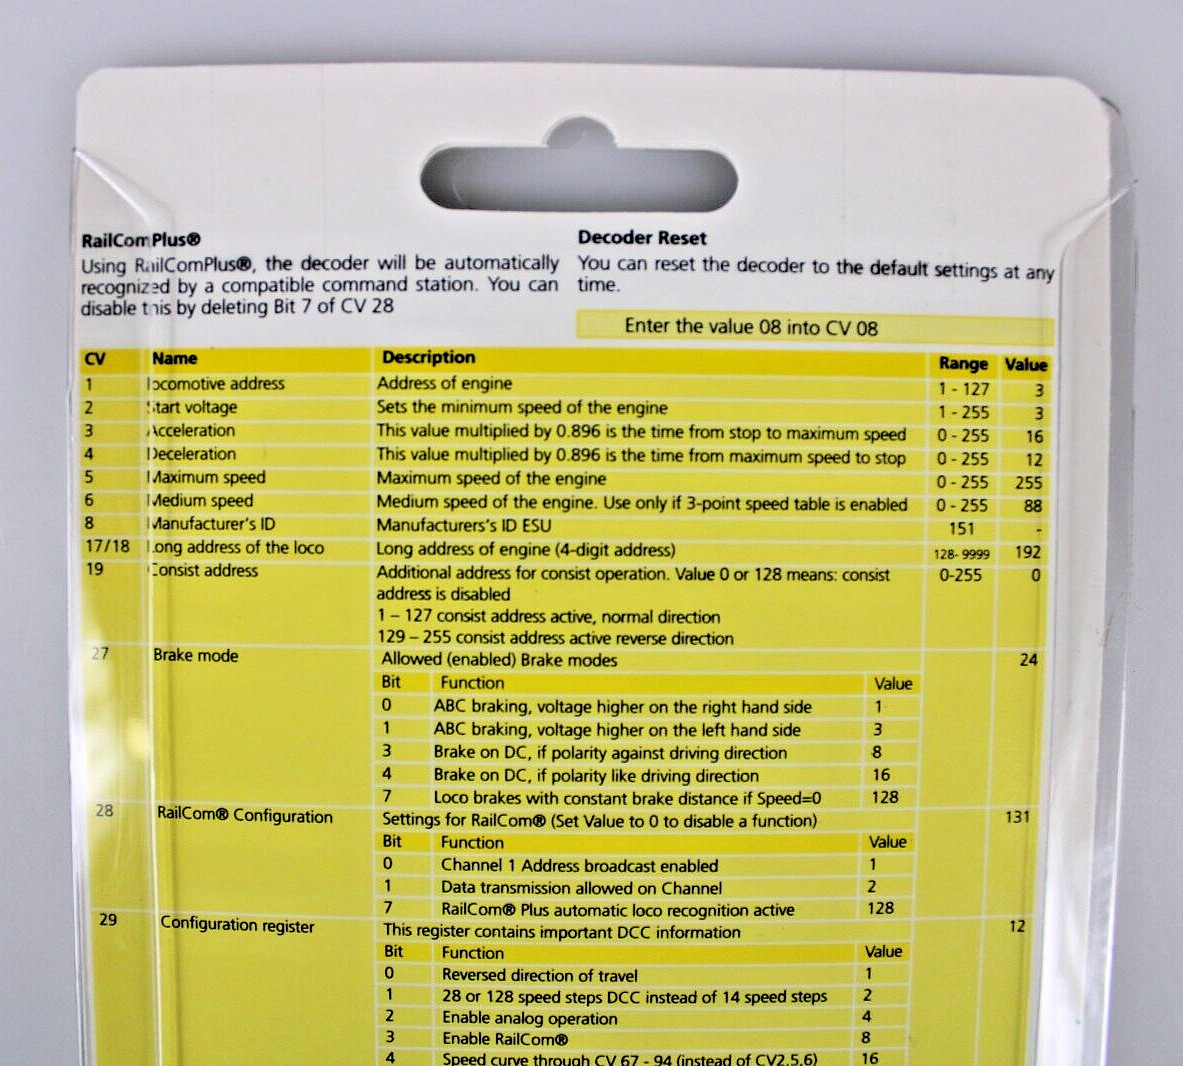 RailComPlus®
Using RailComPlus®, the decoder will be automatically
recognized by a compatible command station. You can
disable this by deleting Bit 7 of CV 28
Decoder Reset
You can reset the decoder to the default settings at any
time.
Enter the value 08 into CV 08
CV Name Description Range Value
1 Locomotive address Address of engine 1 - 127 3
2 Start voltage Sets the minimum speed of the engine 1 - 255 3
3 Acceleration This value multiplied by 0.896 is the time from stop to maximum speed 0 - 255 16
4 Deceleration This value multiplied by 0.896 is the time from maximum speed to stop 0 - 255 12
5 Maximum speed Maximum speed of the engine 0 - 255 255
6 Medium speed Medium speed of the engine. Use only if 3-point speed table is enabled 0 - 255 88
8 Manufacturer's ID Manufacturers's ID ESU 151 -
17/18 Long address of the loco Long address of engine (4-digit address) 128- 9999 192
19 Consist address Additional address for consist operation. Value 0 or 128 means: consist 0-255 0
address is disabled
1 – 127 consist address active, normal direction
129 – 255 consist address active reverse direction
27 Brake mode Allowed (enabled) Brake modes 24
Bit Function Value
0 ABC braking, voltage higher on the right hand side 1
1 ABC braking, voltage higher on the left hand side 3
3 Brake on DC, if polarity against driving direction 8
4 Brake on DC, if polarity like driving direction 16
7 Loco brakes with constant brake distance if Speed=0 128
28 RailCom® Configuration Settings for RailCom® (Set Value to 0 to disable a function) 131
Bit Function Value
0 Channel 1 Address broadcast enabled 1
1 Data transmission allowed on Channel 2
7 RailCom® Plus automatic loco recognition active 128
29 Configuration register This register contains important DCC information 12
Bit Function Value
0 Reversed direction of travel 1
1 28 or 128 speed steps DCC instead of 14 speed steps 2
2 Enable analog operation 4
3 Enable RailCom® 8
4 Speed curve through CV 67 - 94 (instead of CV2,5,6) 16